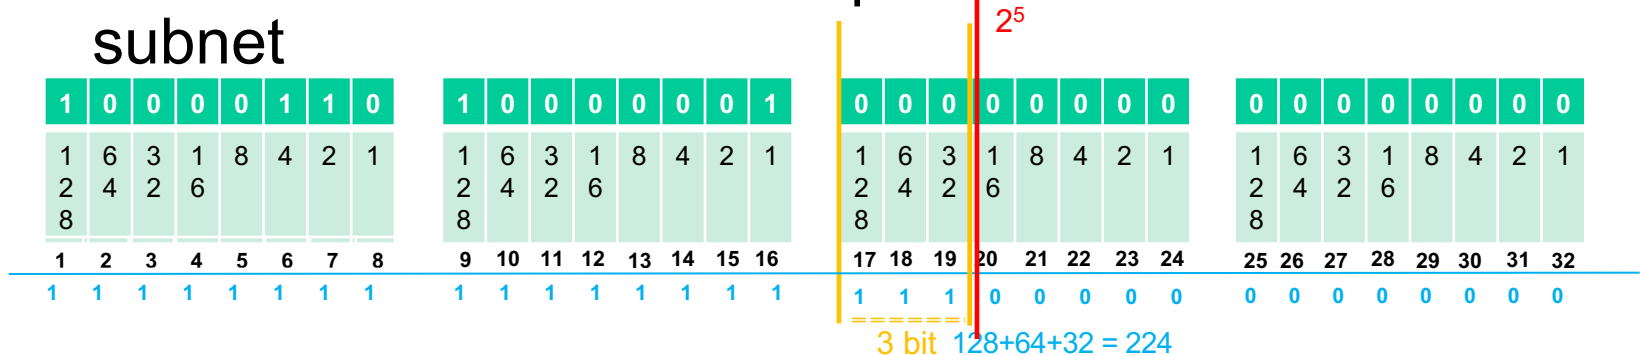 2⁵
subnet
1 0 0 0 0 1 1 0 1 0 0 0 0 0 0 1 0 0 0 0 0 0 0 0 0 0 0 0 0 0 0 0
128 64 32 16 8 4 2 1 128 64 32 16 8 4 2 1 128 64 32 16 8 4 2 1 128 64 32 16 8 4 2 1
1 2 3 4 5 6 7 8 9 10 11 12 13 14 15 16 17 18 19 20 21 22 23 24 25 26 27 28 29 30 31 32
1 1 1 1 1 1 1 1 1 1 1 1 1 1 1 1 1 1 1 0 0 0 0 0 0 0 0 0 0 0 0 0
3 bit 128+64+32 = 224